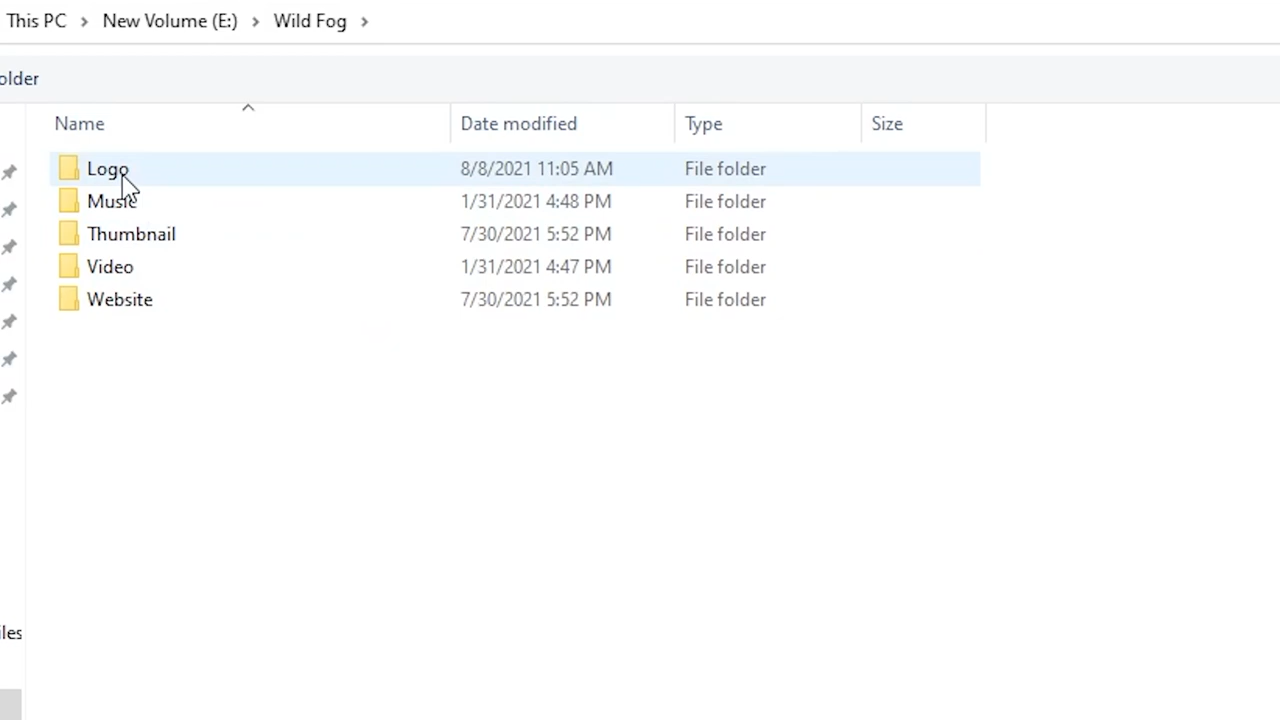 This PC > New Volume (E:) > Wild Fog >
older
Name Date modified Type Size
Logo 8/8/2021 11:05 AM File folder
Music 1/31/2021 4:48 PM File folder
Thumbnail 7/30/2021 5:52 PM File folder
Video 1/31/2021 4:47 PM File folder
Website 7/30/2021 5:52 PM File folder
iles